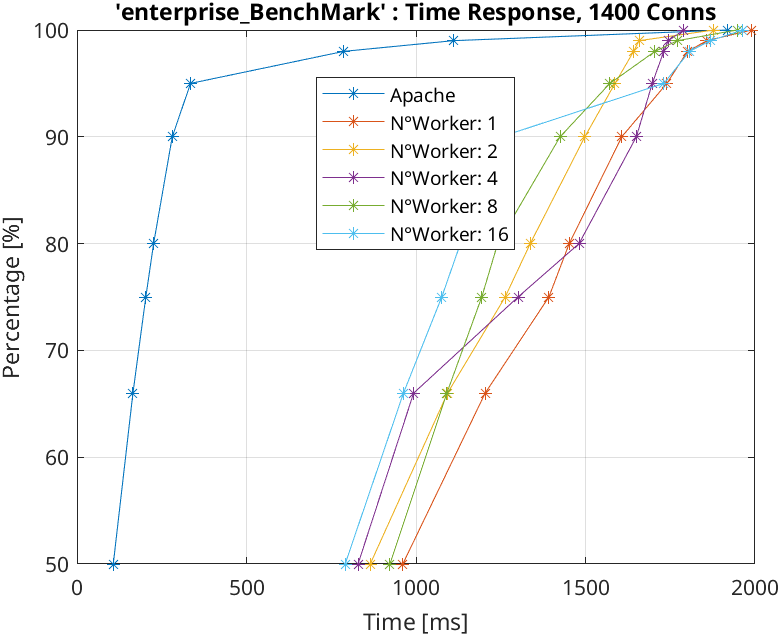 'enterprise_BenchMark' : Time Response, 1400 Conns
100
90
80
70
60
50
Percentage [%]
Apache
N°Worker: 1
N°Worker: 2
N°Worker: 4
N°Worker: 8
N°Worker: 16
0
500
1000
1500
2000
Time [ms]